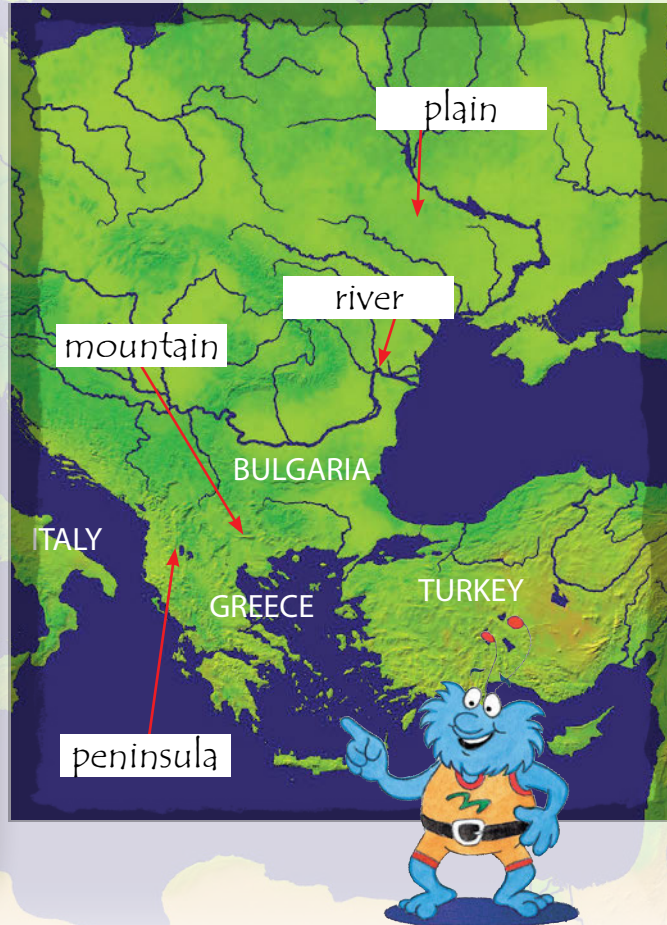 plain
river
mountain
BULGARIA
ITALY
TURKEY
GREECE
peninsula